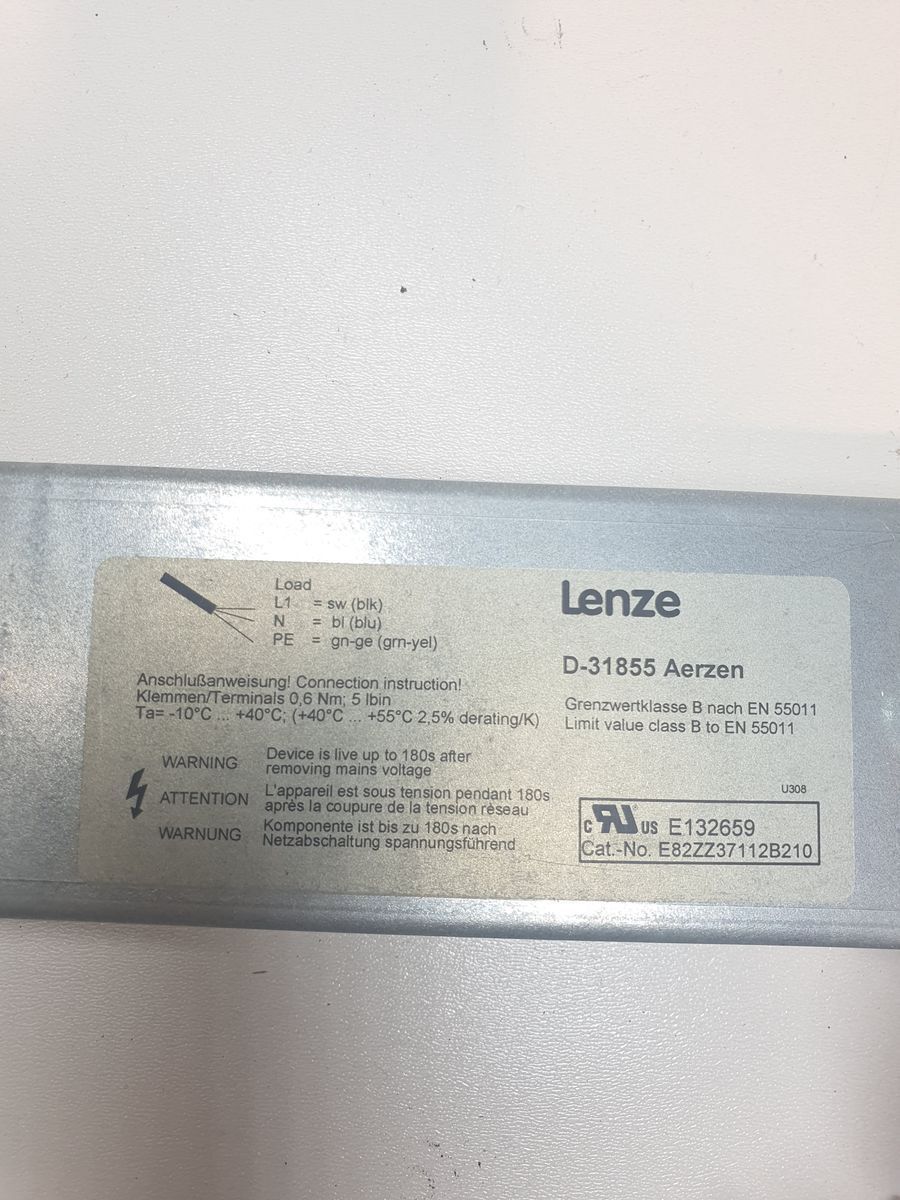 Load
L1 = sw (blk)
N = bl (blu)
PE = gn-ge (grn-yel)
Anschlußanweisung! Connection instruction!
Klemmen/Terminals 0,6 Nm; 5 lbin
Ta= -10°C ... +40°C; (+40°C ... +55°C 2,5% derating/K)
WARNING Device is live up to 180s after
removing mains voltage
ATTENTION L'appareil est sous tension pendant 180s
après la coupure de la tension réseau
WARNUNG Komponente ist bis zu 180s nach
Netzabschaltung spannungsführend
Lenze
D-31855 Aerzen
Grenzwertklasse B nach EN 55011
Limit value class B to EN 55011
U308
c RU US E132659
Cat.-No. E82ZZ37112B210